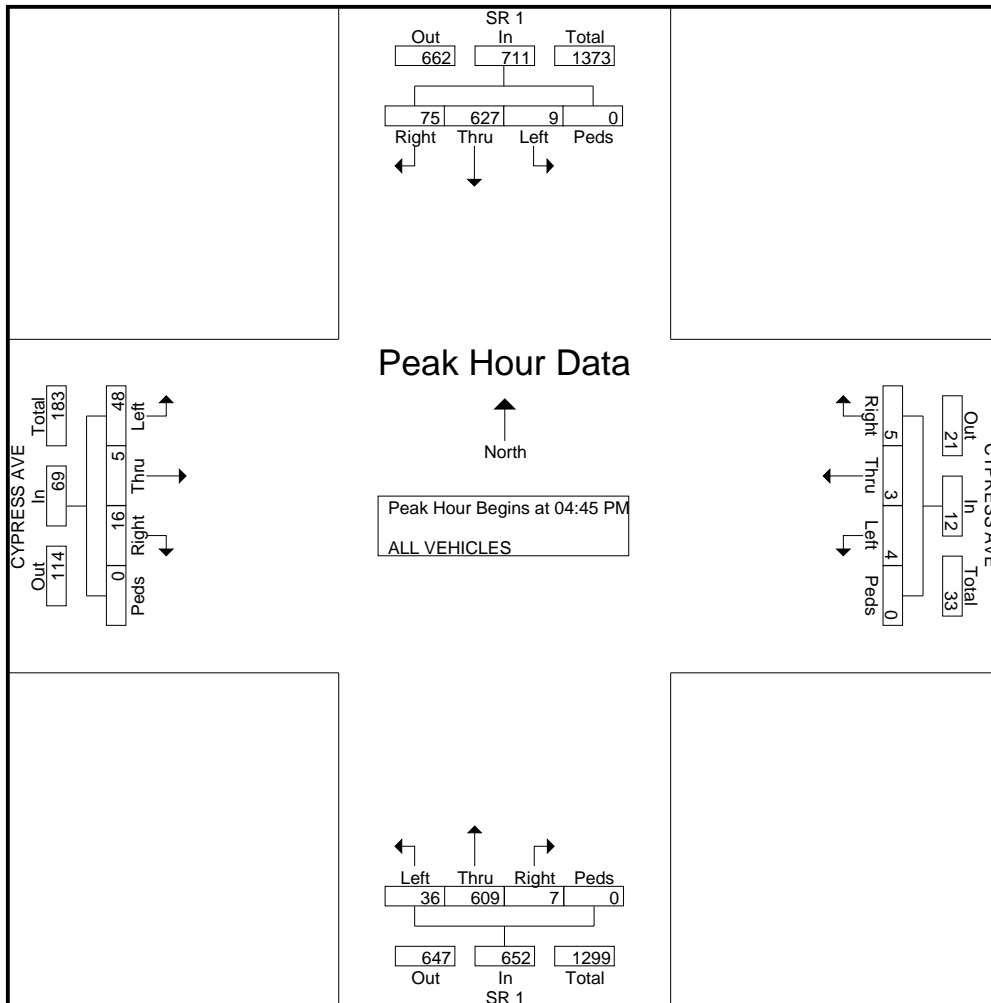 SR 1
Out In Total
662 711 1373
75 627 9 0
Right Thru Left Peds
Peak Hour Data
North
Peak Hour Begins at 04:45 PM
ALL VEHICLES
CYPRESS AVE
Out In Total
114 69 183
0 16 5 48
Peds Right Thru Left
CYPRESS AVE
Out In Total
21 12 33
5 3 4 0
Right Thru Left Peds
Left Thru Right Peds
36 609 7 0
647 652 1299
Out In Total
SR 1